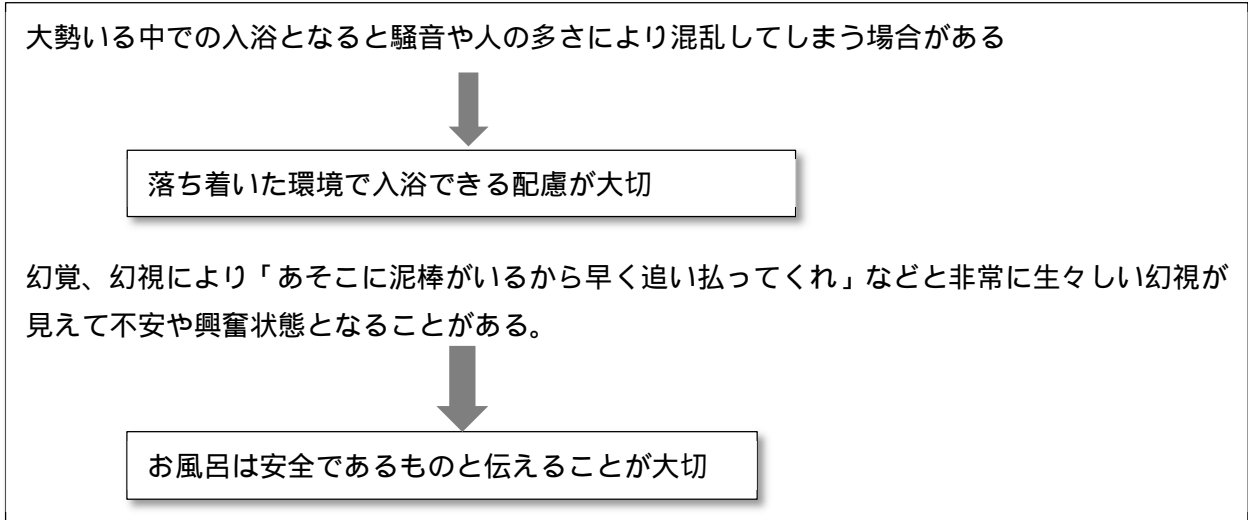 大勢いる中での入浴となると騒音や人の多さにより混乱してしまう場合がある
落ち着いた環境で入浴できる配慮が大切
幻覚、幻視により「あそこに泥棒がいるから早く追い払ってくれ」などと非常に生々しい幻視が
見えて不安や興奮状態となることがある。
お風呂は安全であるものと伝えることが大切